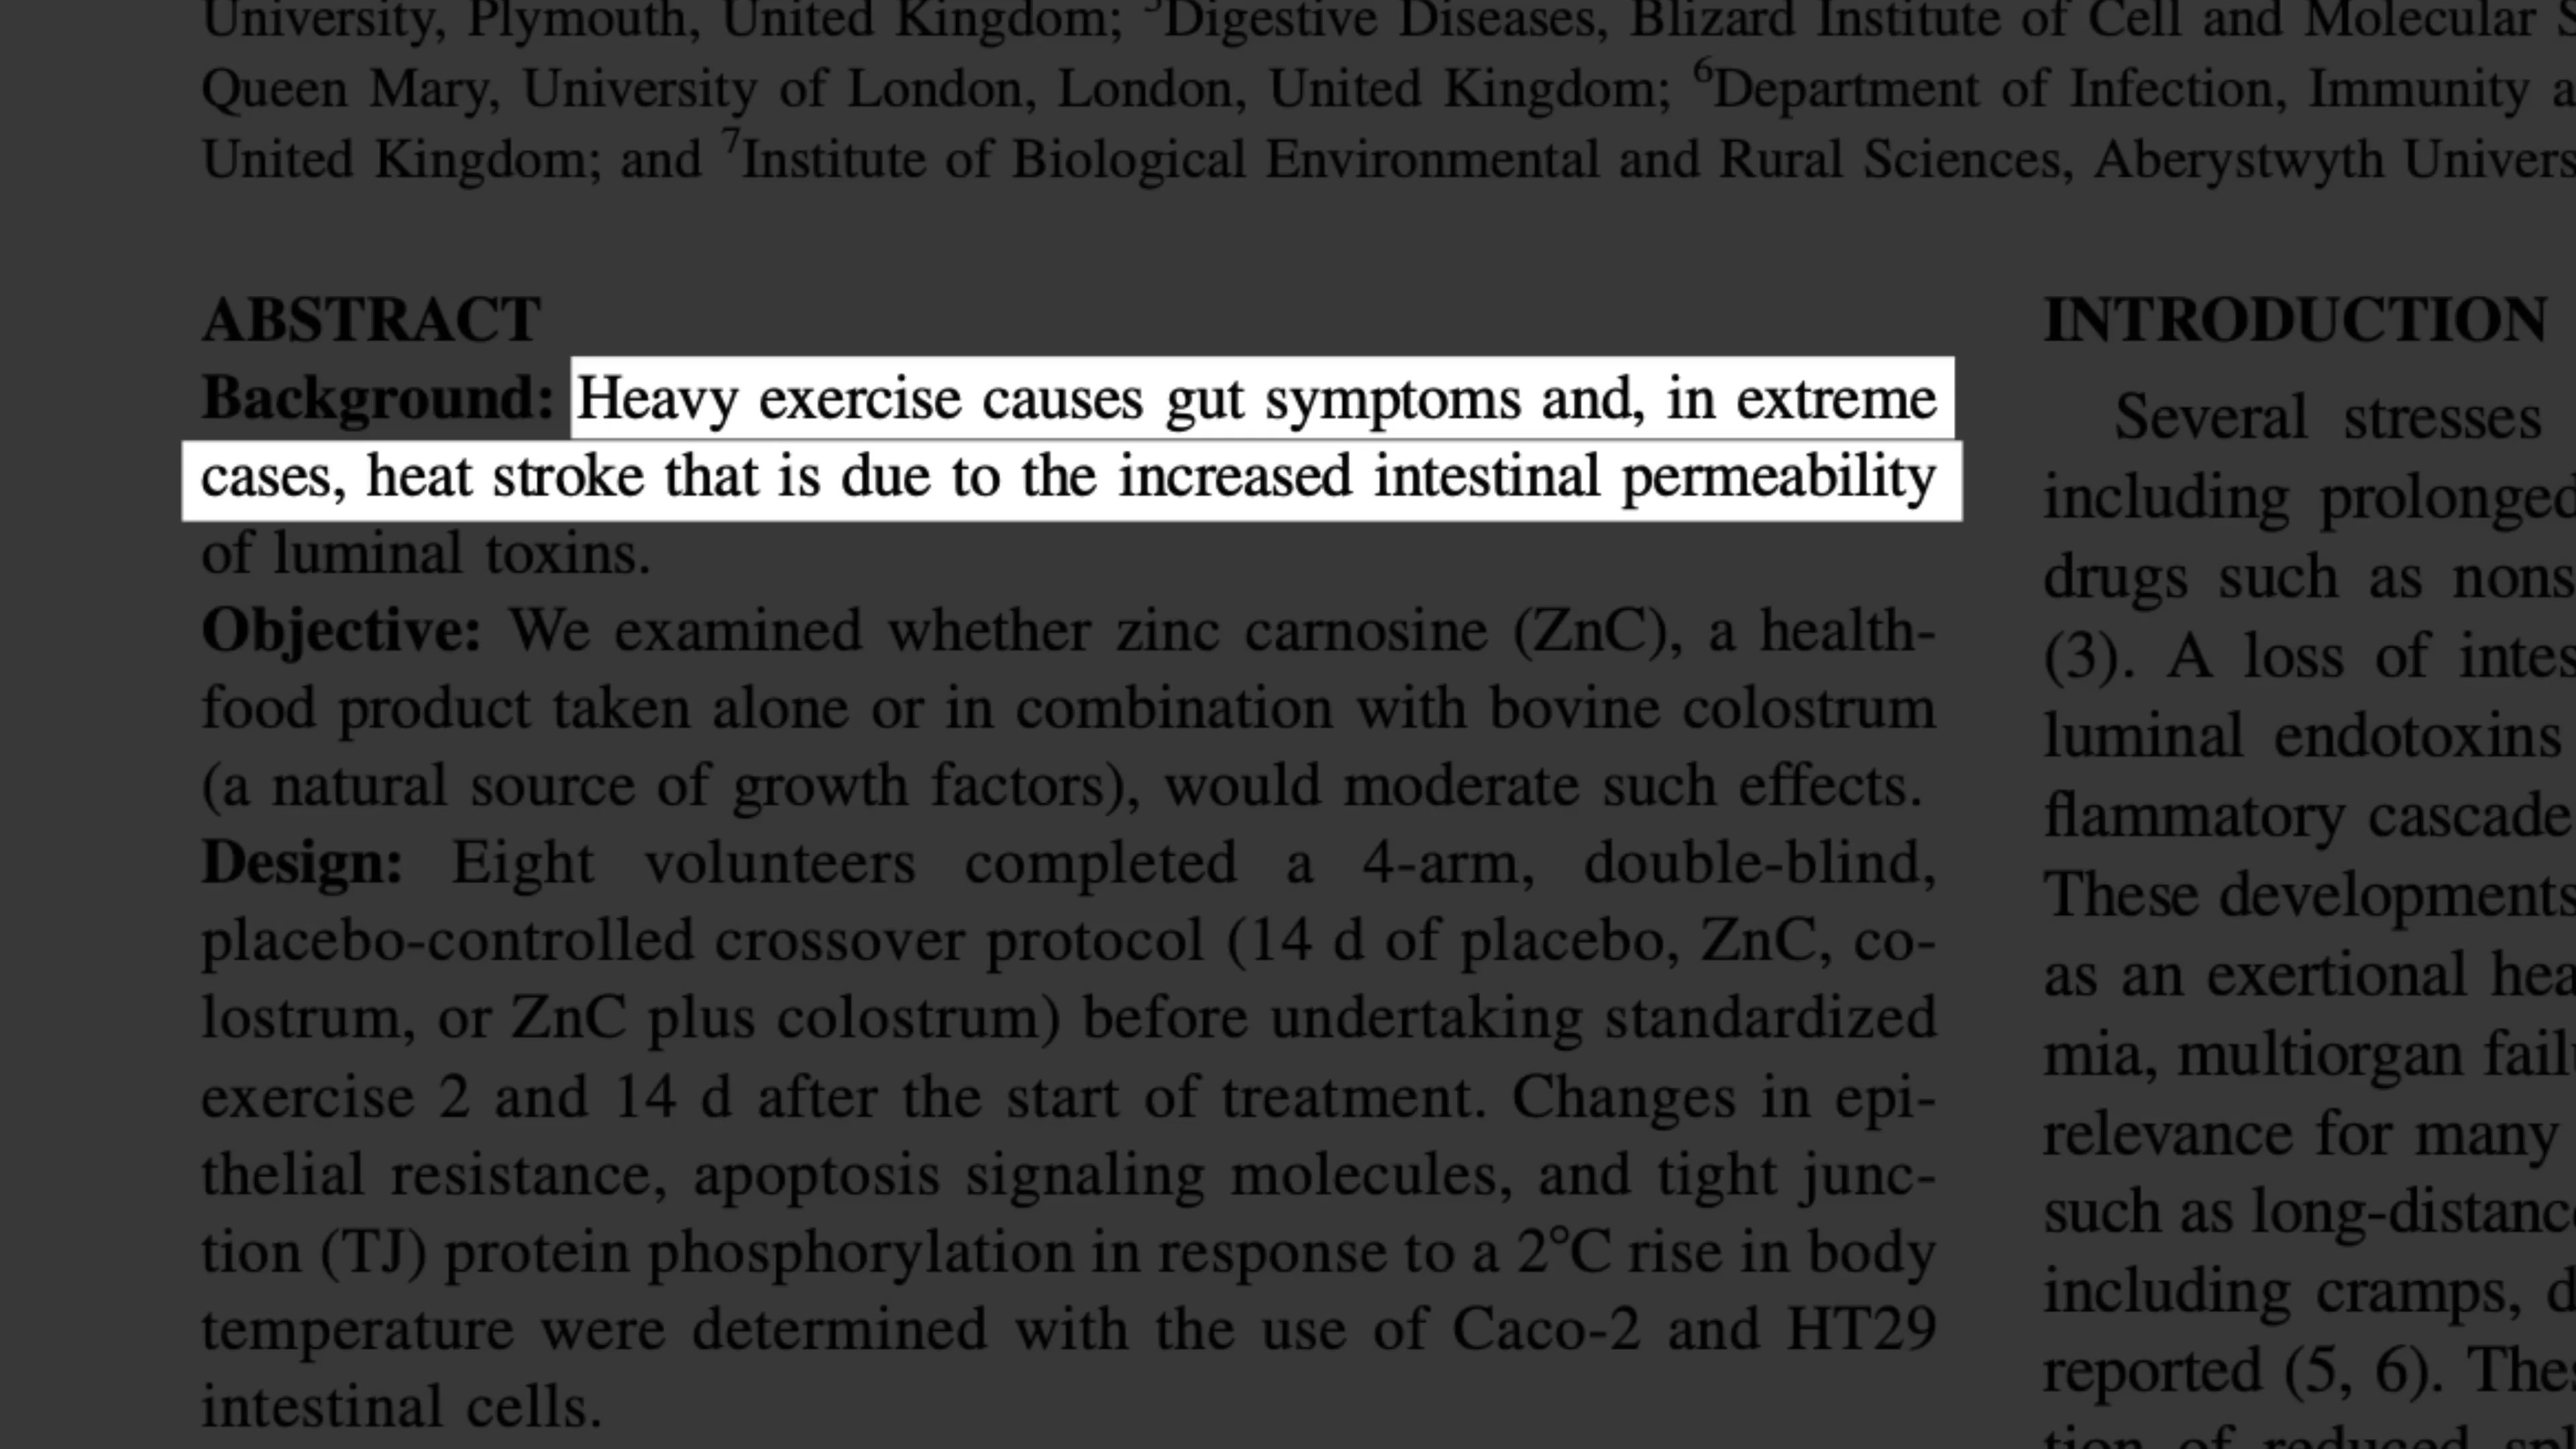 University, Plymouth, United Kingdom; 5Digestive Diseases, Blizard Institute of Cell and Molecular
Queen Mary, University of London, London, United Kingdom; 6Department of Infection, Immunity
United Kingdom; and 7Institute of Biological Environmental and Rural Sciences, Aberystwyth Univers
ABSTRACT
Background: Heavy exercise causes gut symptoms and, in extreme
cases, heat stroke that is due to the increased intestinal permeability
of luminal toxins.
Objective: We examined whether zinc carnosine (ZnC), a health-
food product taken alone or in combination with bovine colostrum
(a natural source of growth factors), would moderate such effects.
Design: Eight volunteers completed a 4-arm, double-blind,
placebo-controlled crossover protocol (14 d of placebo, ZnC, co-
lostrum, or ZnC plus colostrum) before undertaking standardized
exercise 2 and 14 d after the start of treatment. Changes in epi-
thelial resistance, apoptosis signaling molecules, and tight junc-
tion (TJ) protein phosphorylation in response to a 2°C rise in body
temperature were determined with the use of Caco-2 and HT29
intestinal cells.
INTRODUCTION
Several stresses
including prolonged
drugs such as nons
(3). A loss of intes
luminal endotoxins
flammatory cascade
These developments
as an exertional hea
mia, multiorgan fail
relevance for many
such as long-distanc
including cramps, d
reported (5, 6). Thes
tion of reduced spl